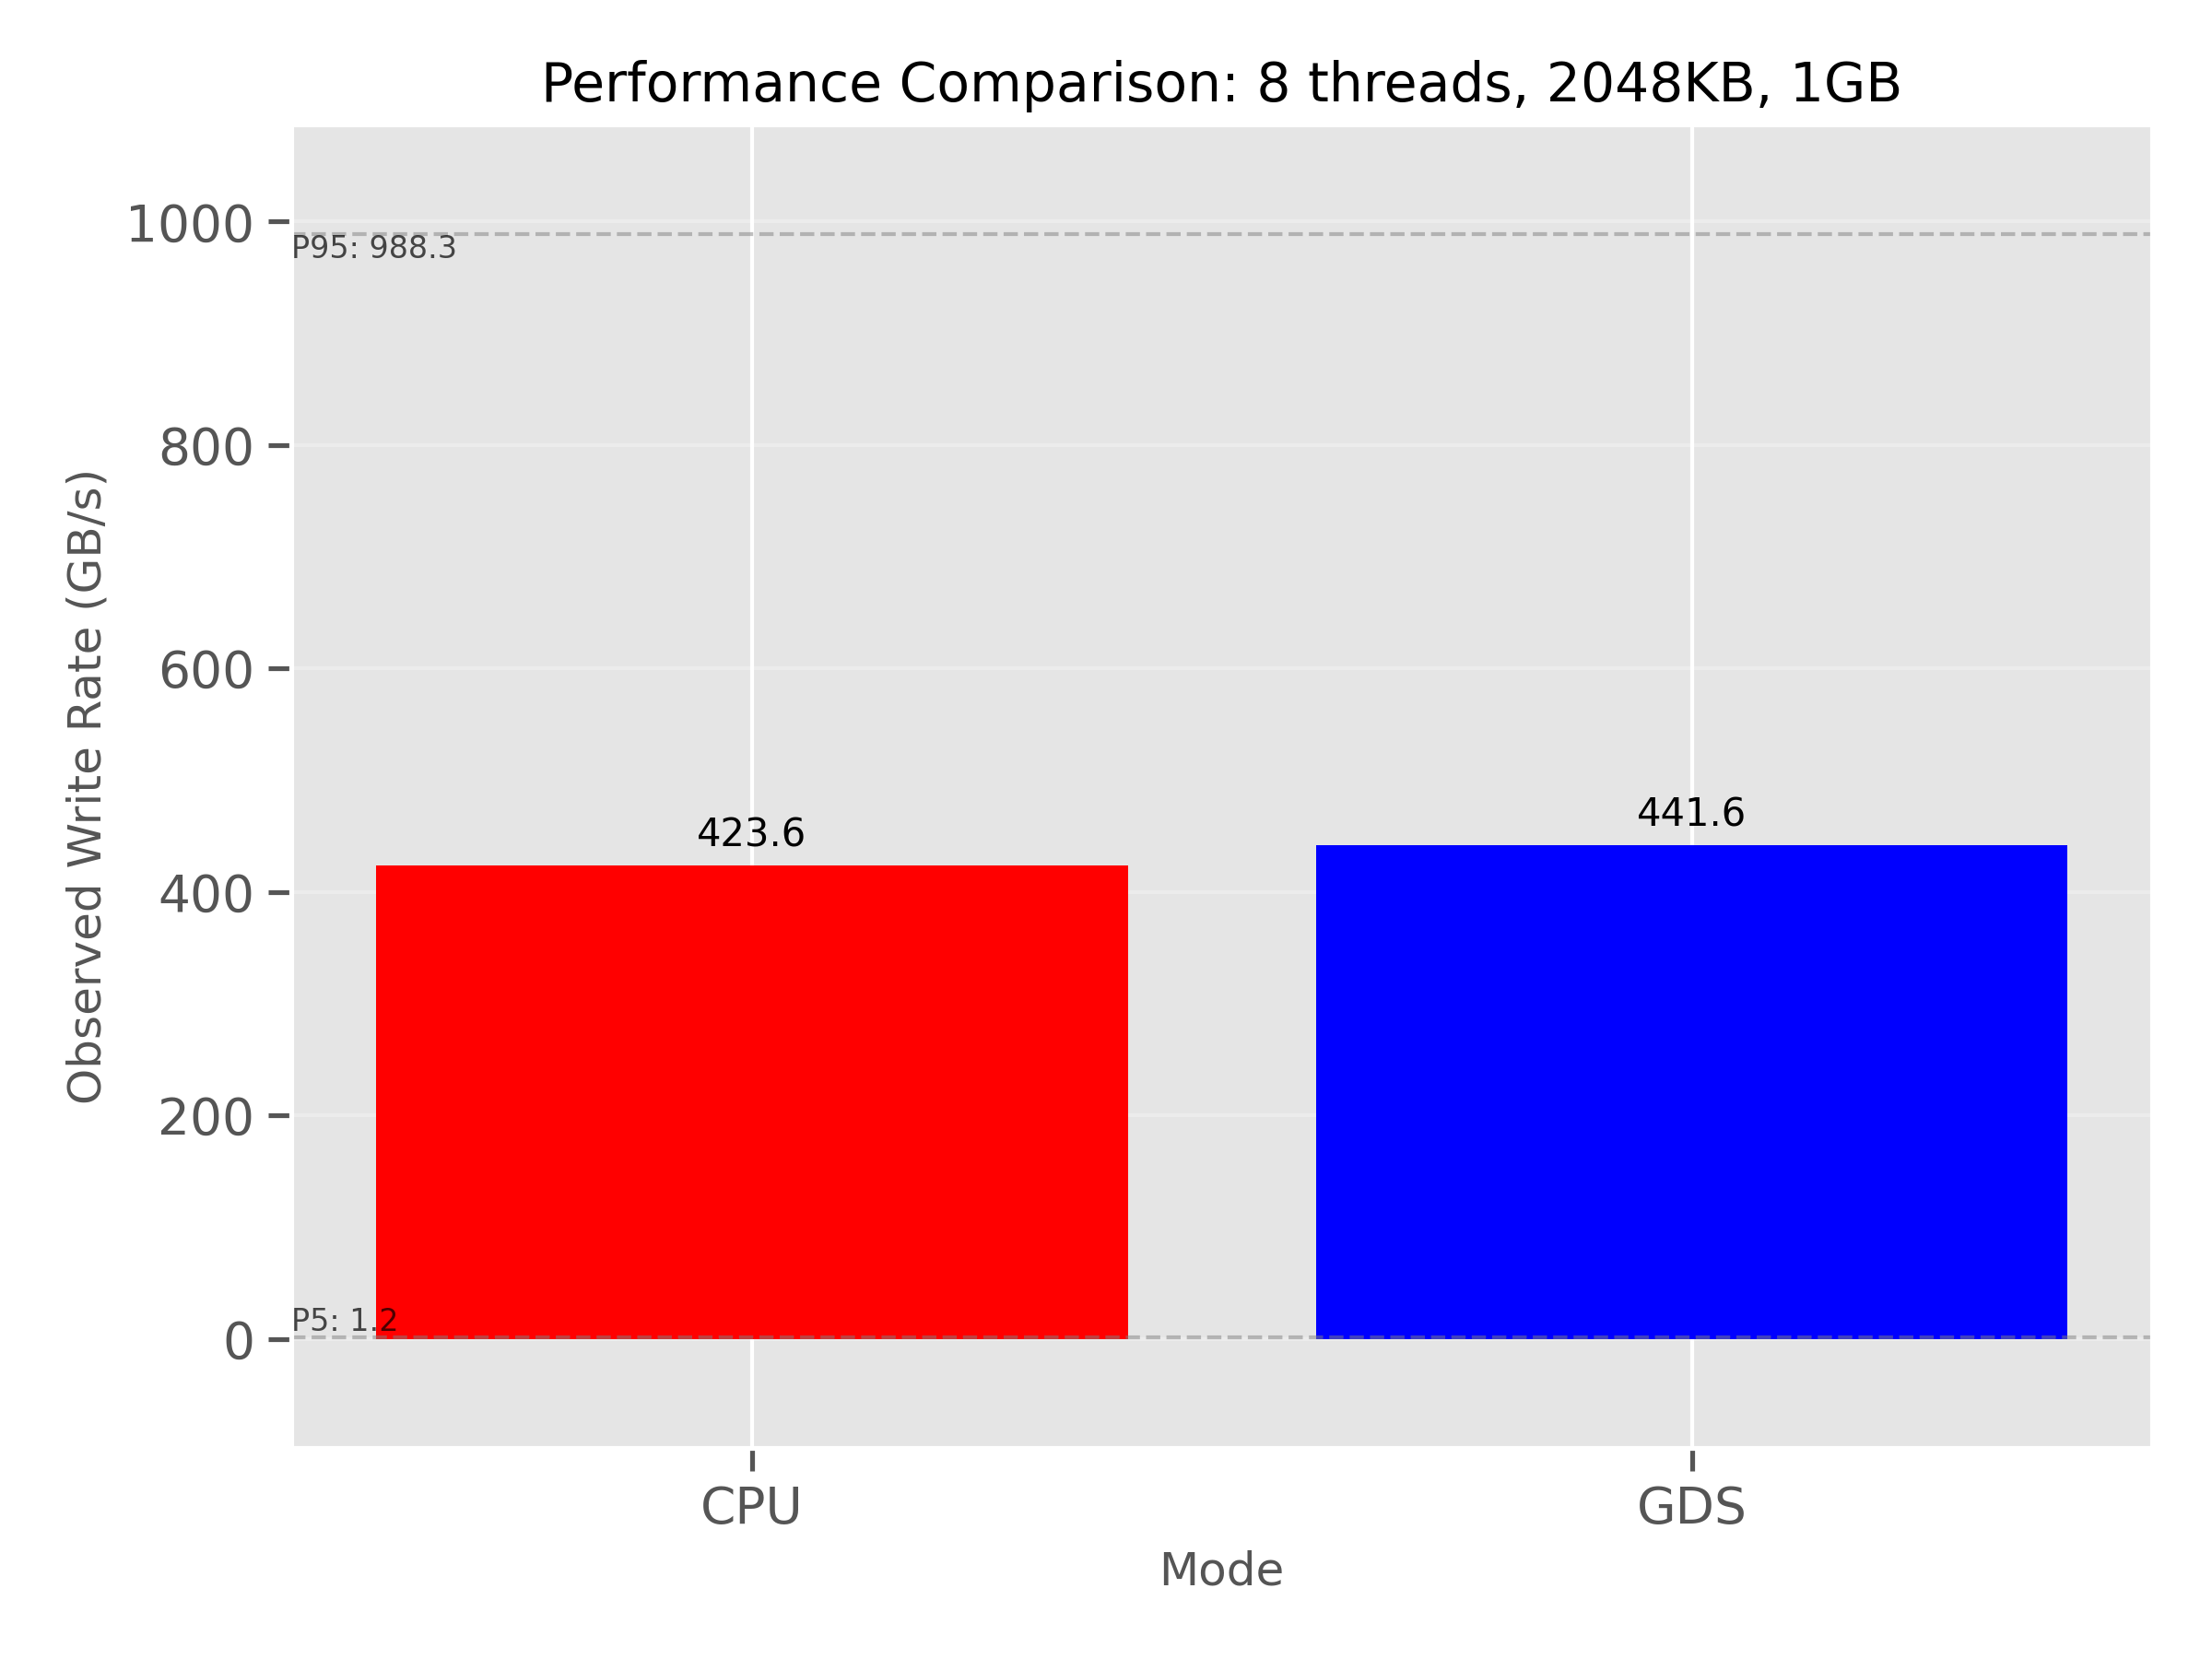 Performance Comparison: 8 threads, 2048KB, 1GB
Observed Write Rate (GB/s)
1000
P95: 988.3
800
600
423.6
441.6
400
200
P5: 1.2
0
CPU
GDS
Mode